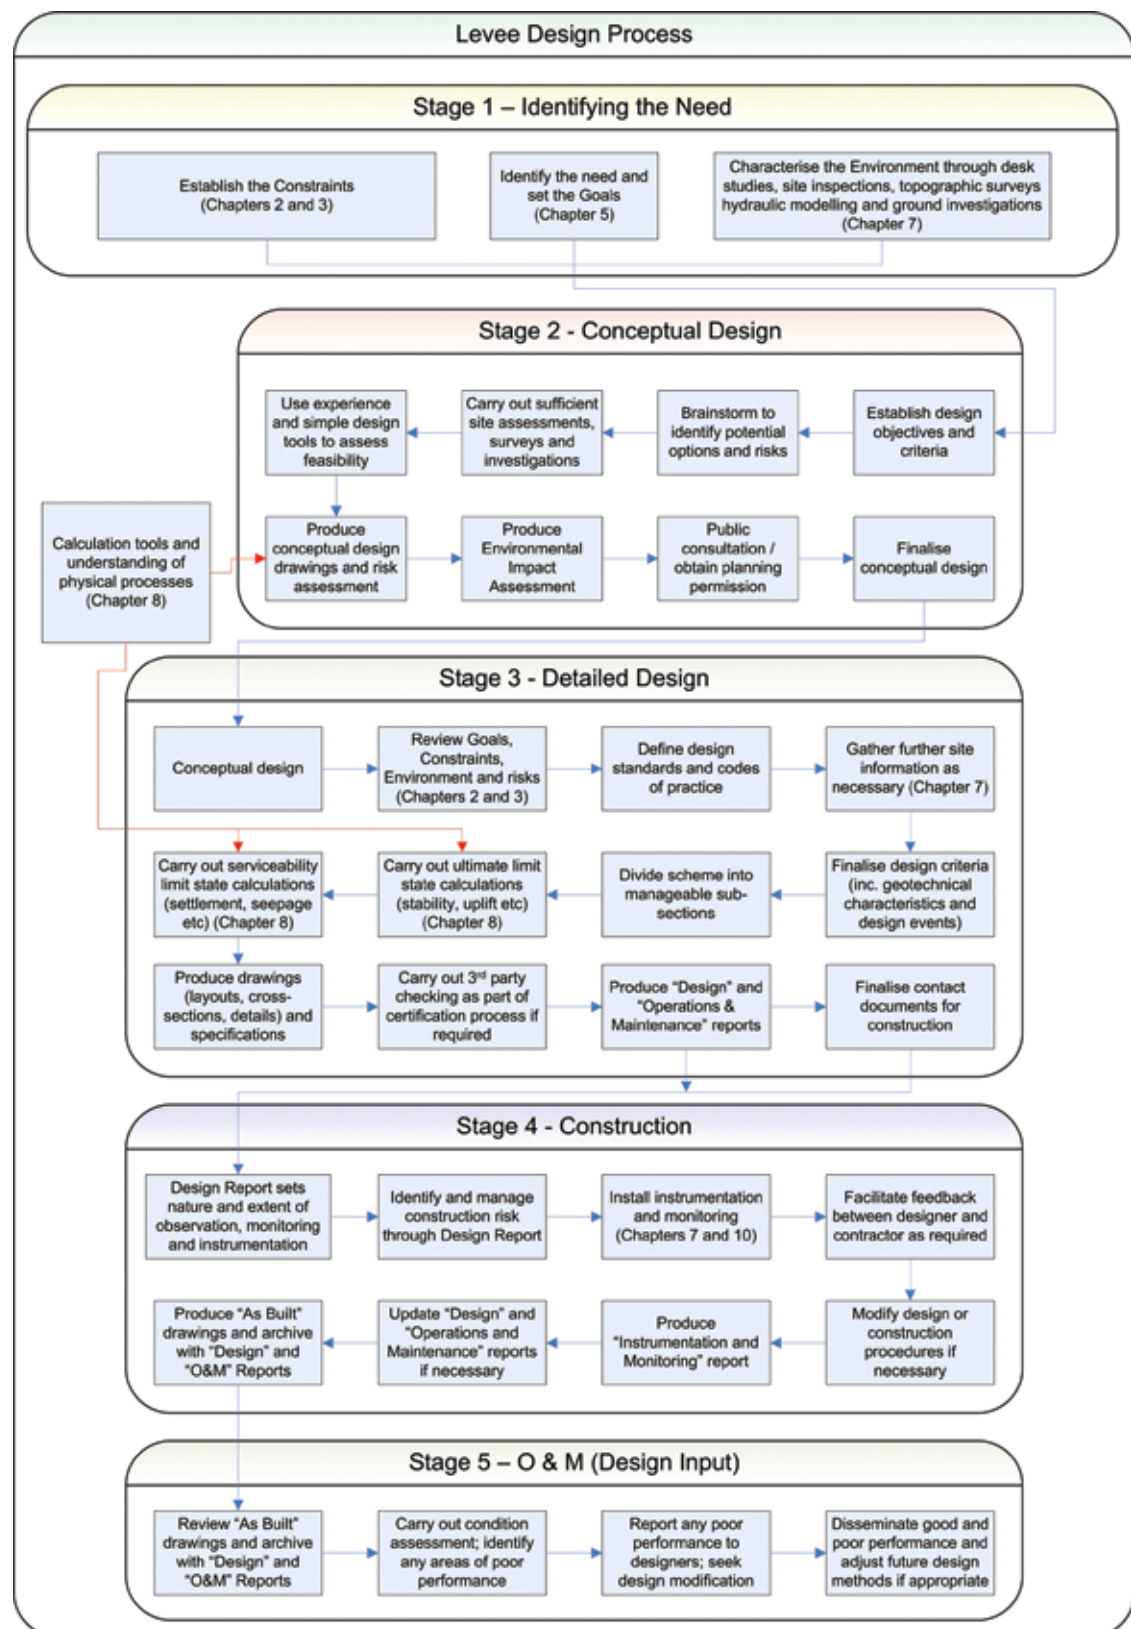 Levee Design Process
Stage 1 – Identifying the Need
Establish the Constraints
(Chapters 2 and 3)
Identify the need and
set the Goals
(Chapter 5)
Characterise the Environment through desk
studies, site inspections, topographic surveys
hydraulic modelling and ground investigations
(Chapter 7)
Stage 2 - Conceptual Design
Use experience
and simple design
tools to assess
feasibility
Carry out sufficient
site assessments,
surveys and
investigations
Brainstorm to
identify potential
options and risks
Establish design
objectives and
criteria
Calculation tools and
understanding of
physical processes
(Chapter 8)
Produce
conceptual design
drawings and risk
assessment
Produce
Environmental
Impact
Assessment
Public
consultation /
obtain planning
permission
Finalise
conceptual design
Stage 3 - Detailed Design
Conceptual design
Review Goals,
Constraints,
Environment and risks
(Chapters 2 and 3)
Define design
standards and codes
of practice
Gather further site
information as
necessary (Chapter 7)
Carry out serviceability
limit state calculations
(settlement, seepage
etc) (Chapter 8)
Carry out ultimate limit
state calculations
(stability, uplift etc)
(Chapter 8)
Divide scheme into
manageable sub-
sections
Finalise design criteria
(inc. geotechnical
characteristics and
design events)
Produce drawings
(layouts, cross-
sections, details) and
specifications
Carry out 3rd party
checking as part of
certification process if
required
Produce “Design” and
“Operations &
Maintenance” reports
Finalise contact
documents for
construction
Stage 4 - Construction
Design Report sets
nature and extent of
observation, monitoring
and instrumentation
Identify and manage
construction risk
through Design Report
Install instrumentation
and monitoring
(Chapters 7 and 10)
Facilitate feedback
between designer and
contractor as required
Produce “As Built”
drawings and archive
with “Design” and
“O&M” Reports
Update “Design” and
“Operations and
Maintenance” reports
if necessary
Produce
“Instrumentation and
Monitoring” report
Modify design or
construction
procedures if
necessary
Stage 5 – O & M (Design Input)
Review “As Built”
drawings and archive
with “Design” and
“O&M” Reports
Carry out condition
assessment; identify
any areas of poor
performance
Report any poor
performance to
designers; seek
design modification
Disseminate good and
poor performance and
adjust future design
methods if appropriate